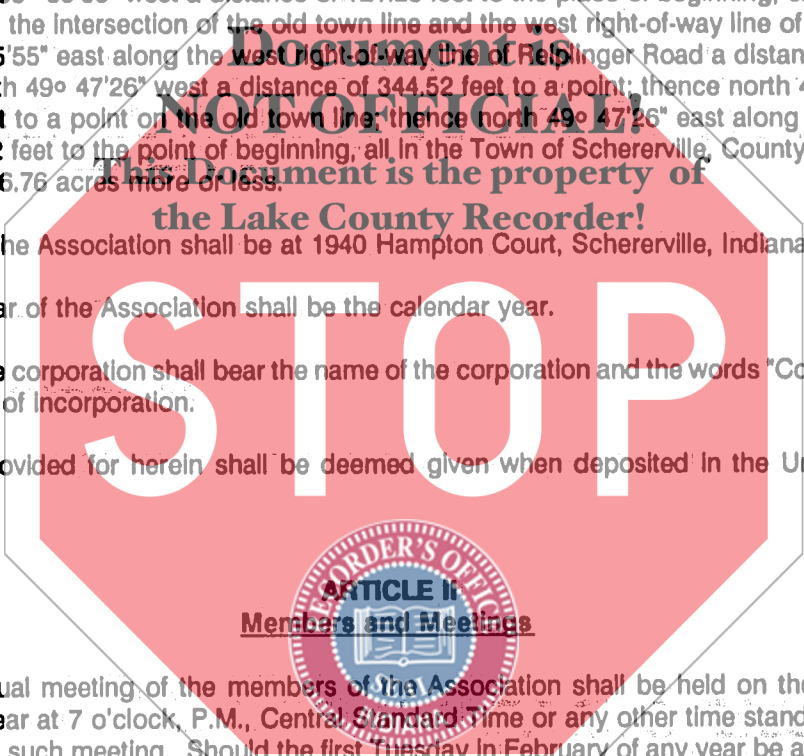 the intersection of the old town line and the west right-of-way line of
5'55" east along the west right-of-way line of Reiplinger Road a distan
h 49o 47'26" west a distance of 344.52 feet to a point; thence north 4
t to a point on the old town line; thence north 49o 47'26" east along
feet to the point of beginning, all in the Town of Schererville, County
6.76 acres more or less.
Document is
NOT OFFICIAL!
This Document is the property of
the Lake County Recorder!
he Association shall be at 1940 Hampton Court, Schererville, Indiana
ar of the Association shall be the calendar year.
e corporation shall bear the name of the corporation and the words "Co
of Incorporation.
ovided for herein shall be deemed given when deposited in the Un
STOP
RECORDER'S OFFICE
ARTICLE II
Members and Meetings
ual meeting of the members of the Association shall be held on the
ear at 7 o'clock, P.M., Central Standard Time or any other time stand
such meeting. Should the first Tuesday in February of any year be a